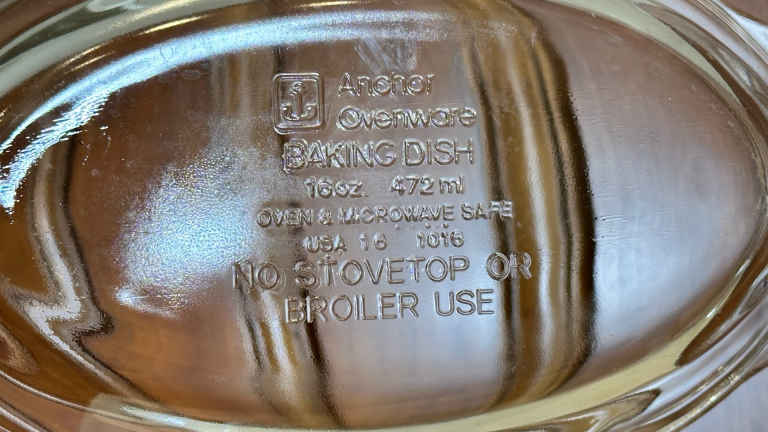 Anchor
Ovenware
BAKING DISH
16oz. 472 ml
OVEN & MICROWAVE SAFE
USA 16 1016
NO STOVETOP OR
BROILER USE